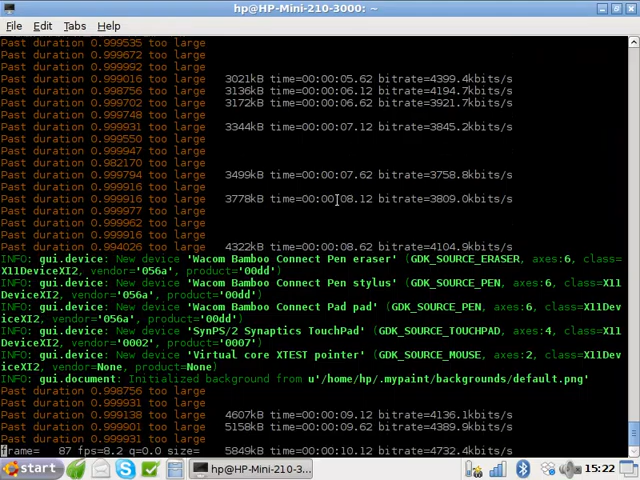 hp@HP-Mini-210-3000: ~
File Edit Tabs Help
Past duration 0.999535 too large
Past duration 0.999672 too large
Past duration 0.999992 too large
Past duration 0.999016 too large 3021kB time=00:00:05.62 bitrate=4399.4kbits/s
Past duration 0.998756 too large 3136kB time=00:00:06.12 bitrate=4194.7kbits/s
Past duration 0.999702 too large 3172kB time=00:00:06.62 bitrate=3921.7kbits/s
Past duration 0.999748 too large
Past duration 0.999931 too large 3344kB time=00:00:07.12 bitrate=3845.2kbits/s
Past duration 0.999550 too large
Past duration 0.999947 too large
Past duration 0.982170 too large
Past duration 0.999794 too large 3499kB time=00:00:07.62 bitrate=3758.8kbits/s
Past duration 0.999916 too large
Past duration 0.999916 too large 3778kB time=00:00:08.12 bitrate=3809.0kbits/s
Past duration 0.999977 too large
Past duration 0.999962 too large
Past duration 0.999916 too large
Past duration 0.994026 too large 4322kB time=00:00:08.62 bitrate=4104.9kbits/s
INFO: gui.device: New device 'Wacom Bamboo Connect Pen eraser' (GDK_SOURCE_ERASER, axes:6, class=
X11DeviceXI2, vendor='056a', product='00dd')
INFO: gui.device: New device 'Wacom Bamboo Connect Pen stylus' (GDK_SOURCE_PEN, axes:6, class=X11
DeviceXI2, vendor='056a', product='00dd')
INFO: gui.device: New device 'Wacom Bamboo Connect Pad pad' (GDK_SOURCE_PEN, axes:6, class=X11Dev
iceXI2, vendor='056a', product='00dd')
INFO: gui.device: New device 'SynPS/2 Synaptics TouchPad' (GDK_SOURCE_TOUCHPAD, axes:4, class=X11
DeviceXI2, vendor='0002' product='0007')
INFO: gui.device: New device 'Virtual core XTEST pointer' (GDK_SOURCE_MOUSE, axes:2, class=X11Dev
iceXI2, vendor=None, product=None)
INFO: gui.document: Initialized background from u'/home/hp/.mypaint/backgrounds/default.png'
Past duration 0.998756 too large
Past duration 0.999931 too large
Past duration 0.999138 too large 4607kB time=00:00:09.12 bitrate=4136.1kbits/s
Past duration 0.999901 too large 5158kB time=00:00:09.62 bitrate=4389.9kbits/s
Past duration 0.999931 too large
frame= 87 fps=8.2 q=0.0 size= 5849kB time=00:00:10.12 bitrate=4732.4kbits/s
start hp@HP-Mini-210-3... 15:22